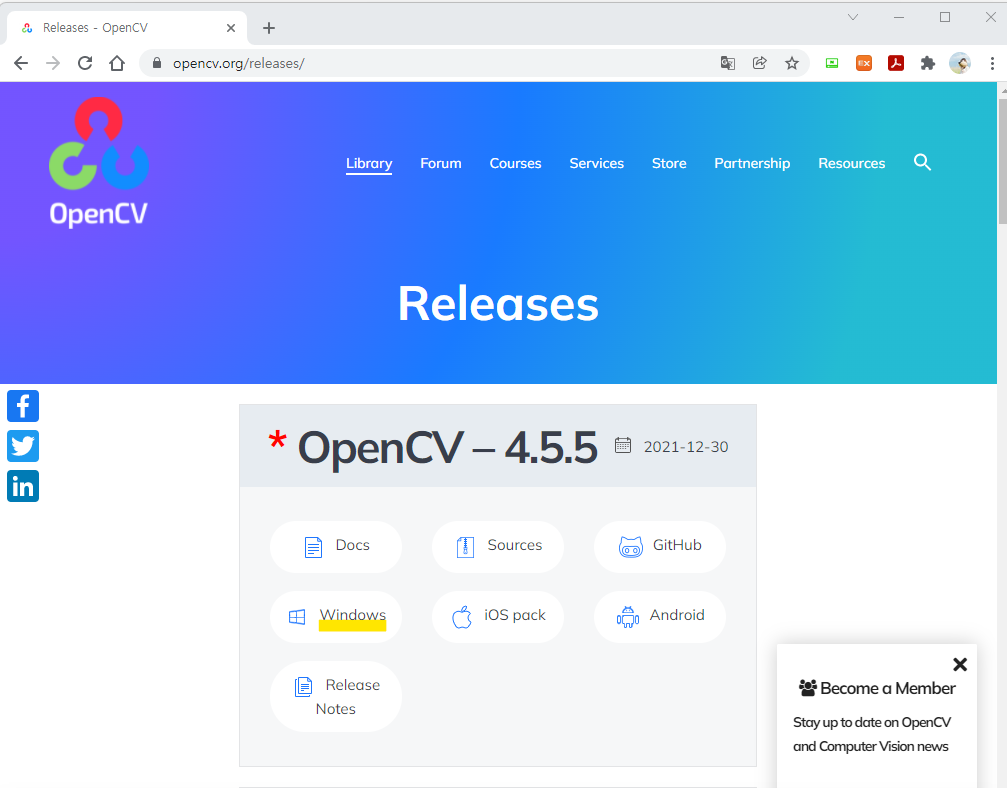 Releases - OpenCV
opencv.org/releases/
EX
OpenCV
Library Forum Courses Services Store Partnership Resources
Releases
* OpenCV – 4.5.5 2021-12-30
Docs Sources GitHub
Windows iOS pack Android
Release
Notes
Become a Member
Stay up to date on OpenCV
and Computer Vision news